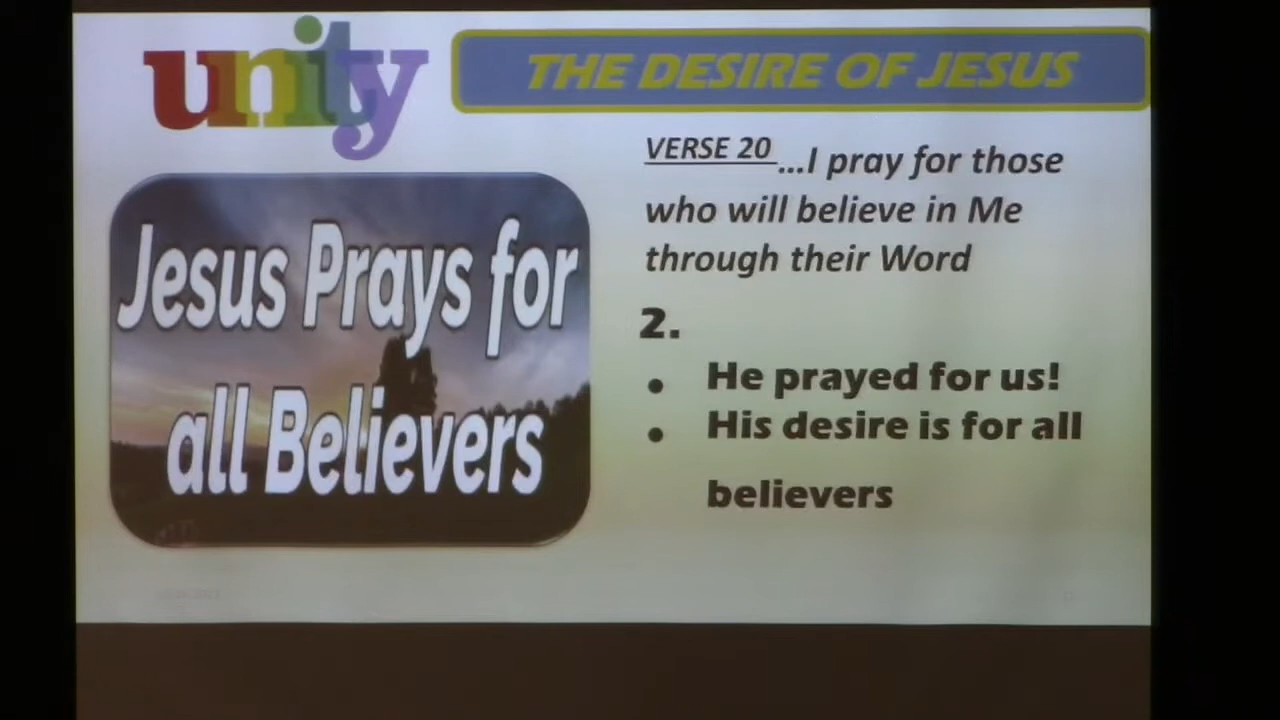 unity
THE DESIRE OF JESUS
VERSE 20 ...I pray for those
who will believe in Me
through their Word
Jesus Prays for
all Believers
2.
• He prayed for us!
• His desire is for all
believers